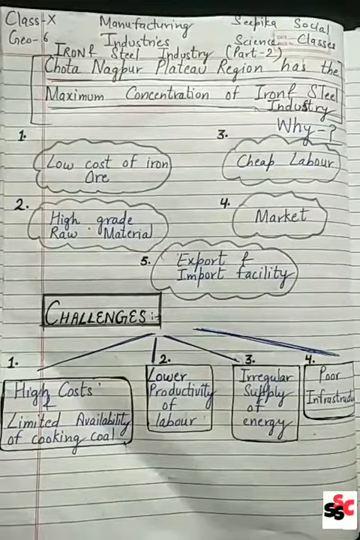 Class-X Manufacturing Seepika Social
Geo-6 Industries Science Classes
IRON & Steel Industry (Part-2)
Chota Nagpur Plateau Region has the
Maximum Concentration of Iron & Steel
Industry
Why-?
1. 3.
Low cost of iron
Ore
Cheap Labour
2. 4.
High grade
Raw Material
Market
5. Export &
Import facility
CHALLENGES:-
1. 2. 3. 4.
High Costs
&
Limited Availability
of cooking coal
Lower
Productivity
of
labour
Irregular
Supply
of
energy
Poor
Infrastructu
SSC